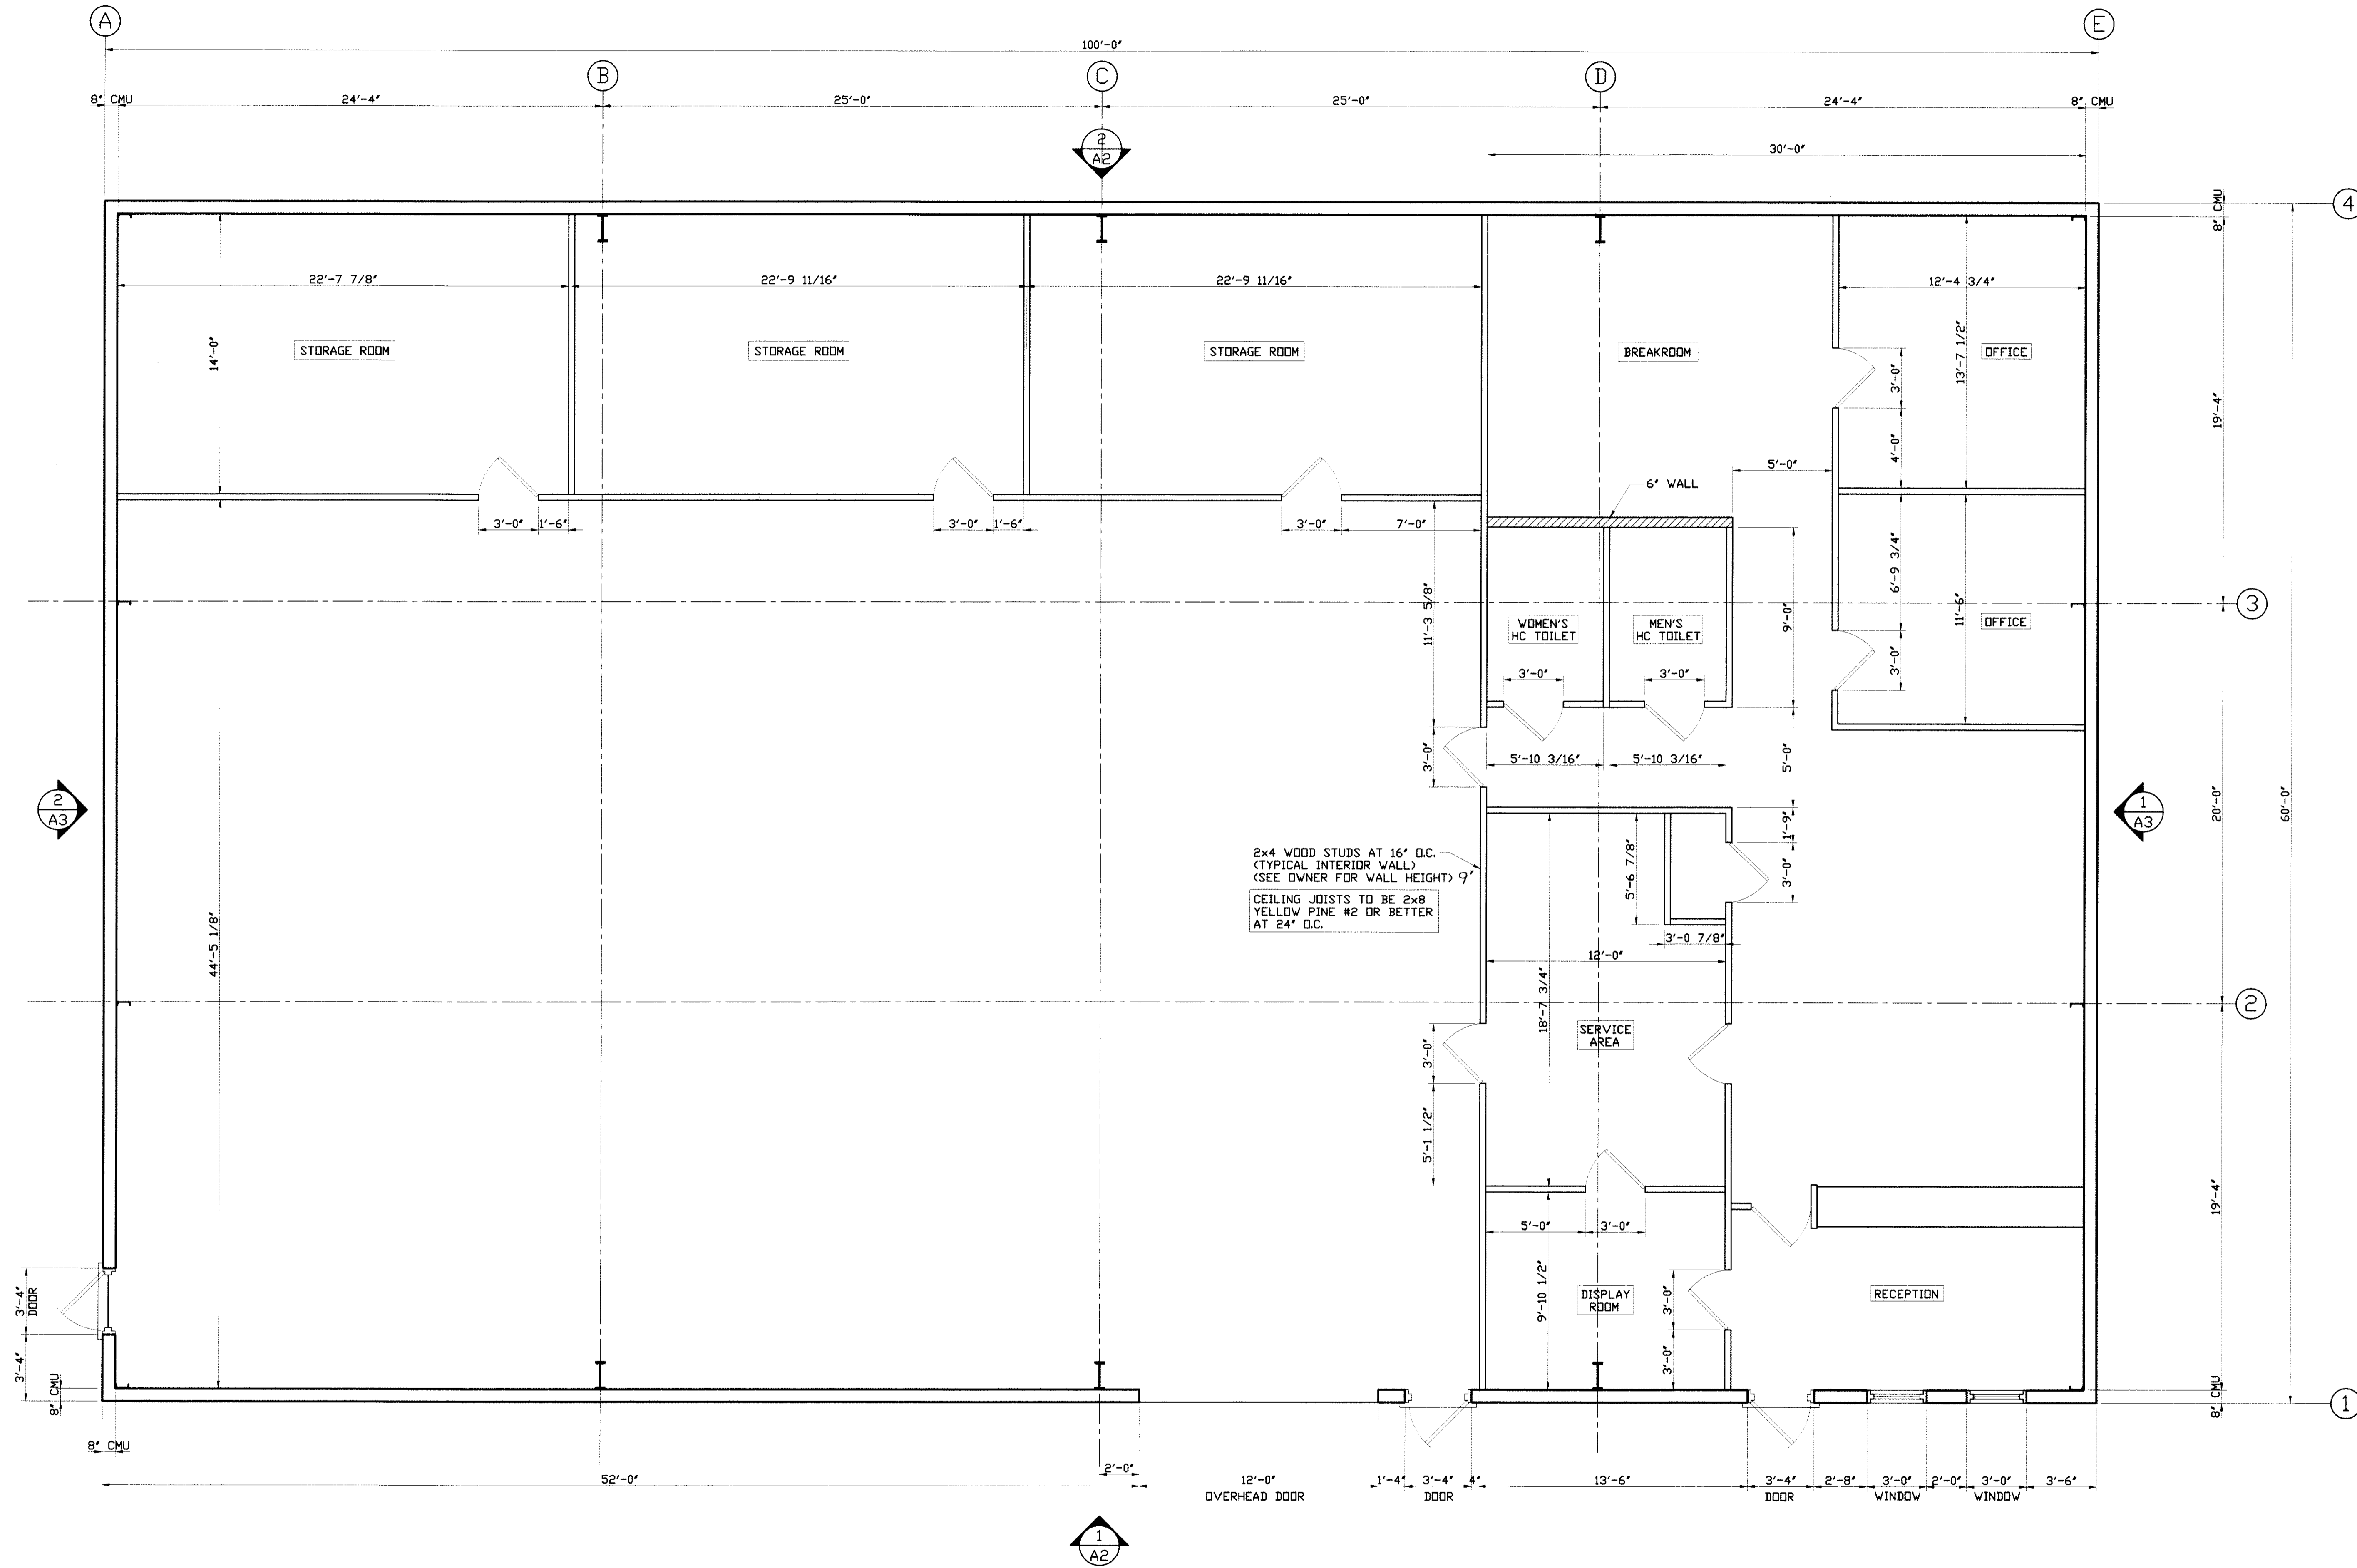 A
E
100'-0"
B
C
D
8" CMU
24'-4"
25'-0"
25'-0"
24'-4"
8" CMU
2
A2
30'-0"
8" CMU
4
22'-7 7/8"
22'-9 11/16"
22'-9 11/16"
12'-4 3/4"
14'-0"
STORAGE ROOM
STORAGE ROOM
STORAGE ROOM
BREAKROOM
OFFICE
13'-7 1/2"
3'-0"
19'-4"
4'-0"
5'-0"
6" WALL
3'-0"
1'-6"
3'-0"
1'-6"
3'-0"
7'-0"
6'-9 3/4"
11'-3 5/8"
9'-0"
11'-6"
3
WOMEN'S
HC TOILET
MEN'S
HC TOILET
OFFICE
3'-0"
3'-0"
3'-0"
3'-0"
5'-10 3/16"
5'-10 3/16"
5'-0"
2
A3
1
A3
20'-0"
60'-0"
1'-9"
2x4 WOOD STUDS AT 16" O.C.
(TYPICAL INTERIOR WALL)
(SEE OWNER FOR WALL HEIGHT) 9'
CEILING JOISTS TO BE 2x8
YELLOW PINE #2 OR BETTER
AT 24" O.C.
5'-6 7/8"
3'-0"
3'-0 7/8"
44'-5 1/8"
12'-0"
18'-7 3/4"
2
SERVICE
AREA
3'-0"
5'-1 1/2"
19'-4"
5'-0"
3'-0"
9'-10 1/2"
DISPLAY
ROOM
3'-0"
RECEPTION
3'-4"
DOOR
3'-4"
3'-0"
8" CMU
8" CMU
1
8" CMU
52'-0"
2'-0"
12'-0"
OVERHEAD DOOR
1'-4"
3'-4"
DOOR
4"
13'-6"
3'-4"
DOOR
2'-8"
3'-0"
WINDOW
2'-0"
3'-0"
WINDOW
3'-6"
1
A2